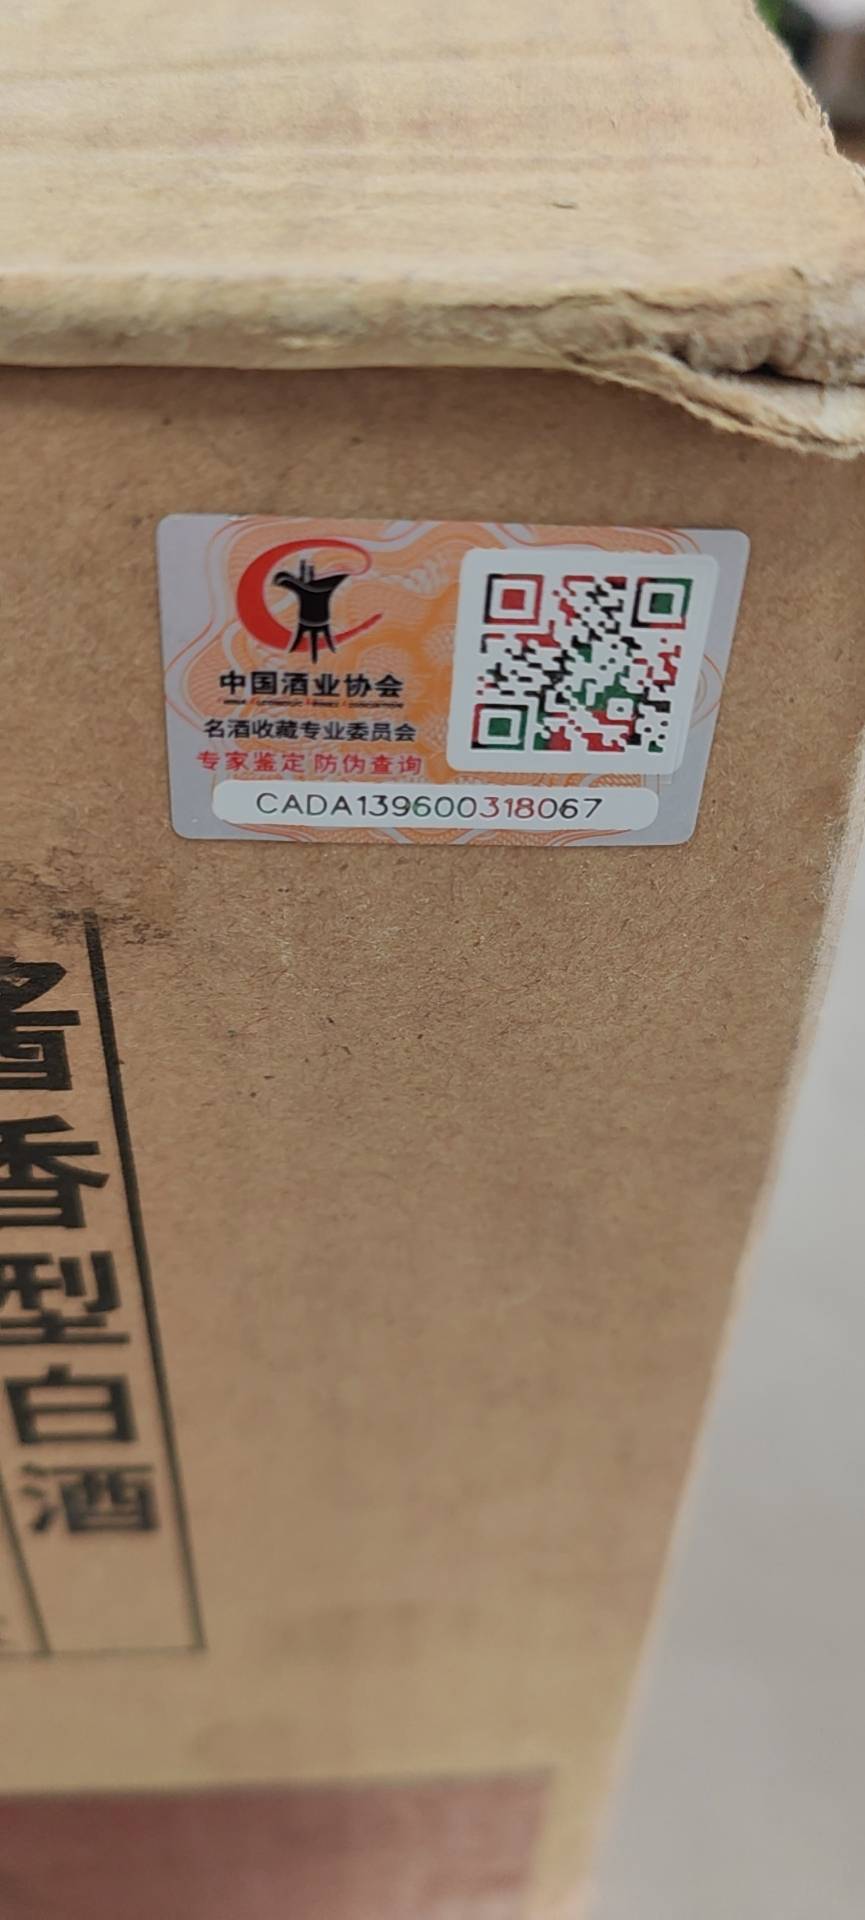 中国酒业协会
名酒收藏专业委员会
专家鉴定 防伪查询
CADA139600318067
酱香型白酒